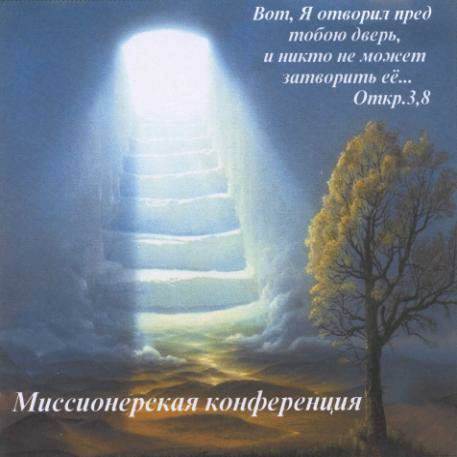 Вот, Я отворил пред
тобою дверь,
и никто не может
затворить её...
Откр.3,8
Миссионерская конференция